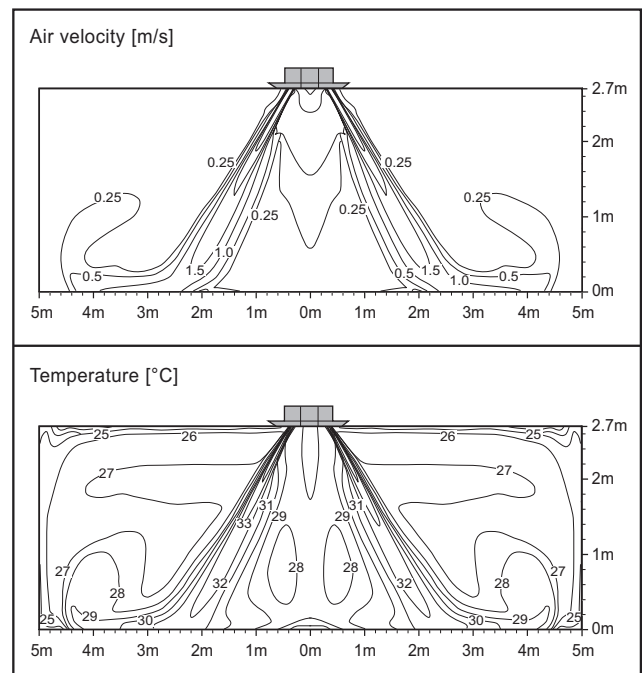 Air velocity [m/s]
2.7m
2m
0.25 0.25
0.25 0.25
1m
0.25 0.25
1.0
0.5 1.5 0.5 1.5 1.0 0.5
0m
5m 4m 3m 2m 1m 0m 1m 2m 3m 4m 5m
Temperature [°C]
2.7m
25 26 26 25
27 27
2m
31 31
33 29 29
1m
27 28 32 28 28 32 28 27
25 29 30 30 29 25
0m
5m 4m 3m 2m 1m 0m 1m 2m 3m 4m 5m